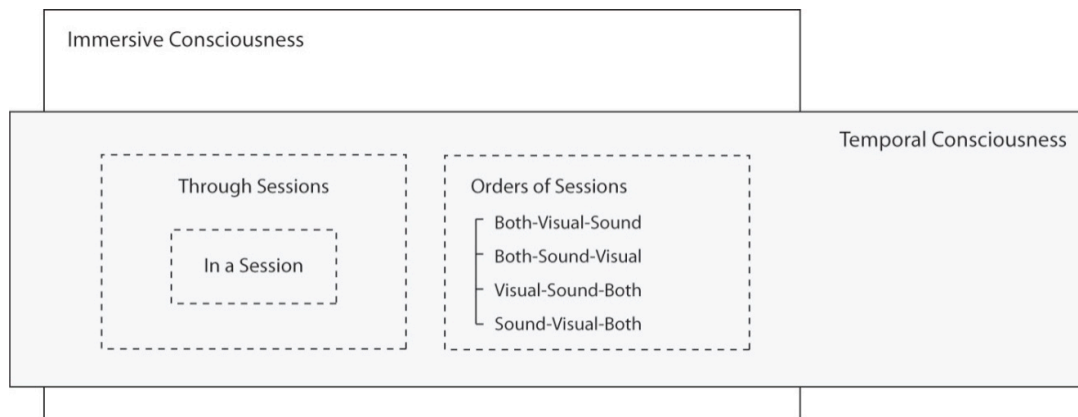 Immersive Consciousness
Temporal Consciousness
Through Sessions
In a Session
Orders of Sessions
Both-Visual-Sound
Both-Sound-Visual
Visual-Sound-Both
Sound-Visual-Both